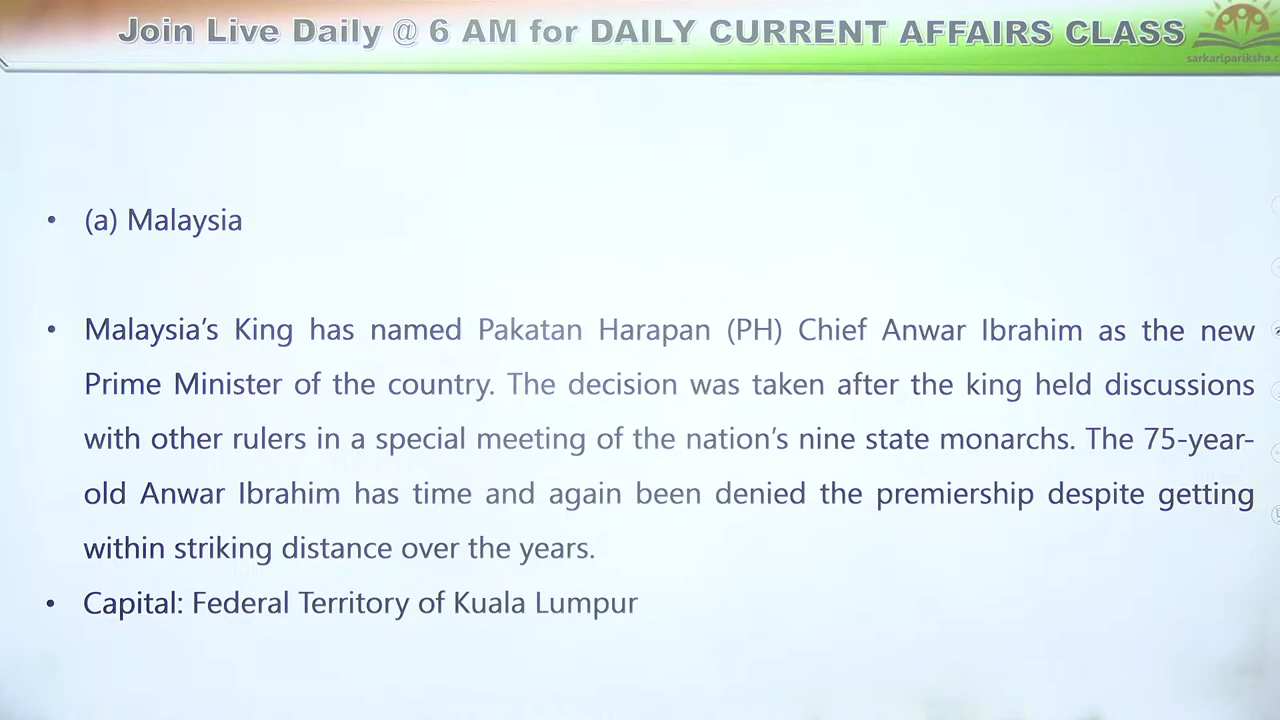 Join Live Daily @ 6 AM for DAILY CURRENT AFFAIRS CLASS
• (a) Malaysia
• Malaysia's King has named Pakatan Harapan (PH) Chief Anwar Ibrahim as the new
Prime Minister of the country. The decision was taken after the king held discussions
with other rulers in a special meeting of the nation's nine state monarchs. The 75-year-
old Anwar Ibrahim has time and again been denied the premiership despite getting
within striking distance over the years.
• Capital: Federal Territory of Kuala Lumpur